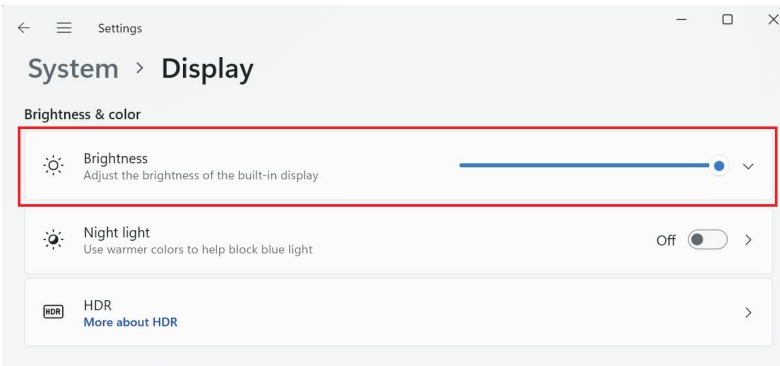 Settings
System > Display
Brightness & color
Brightness
Adjust the brightness of the built-in display
Night light
Use warmer colors to help block blue light
Off
HDR
HDR
More about HDR